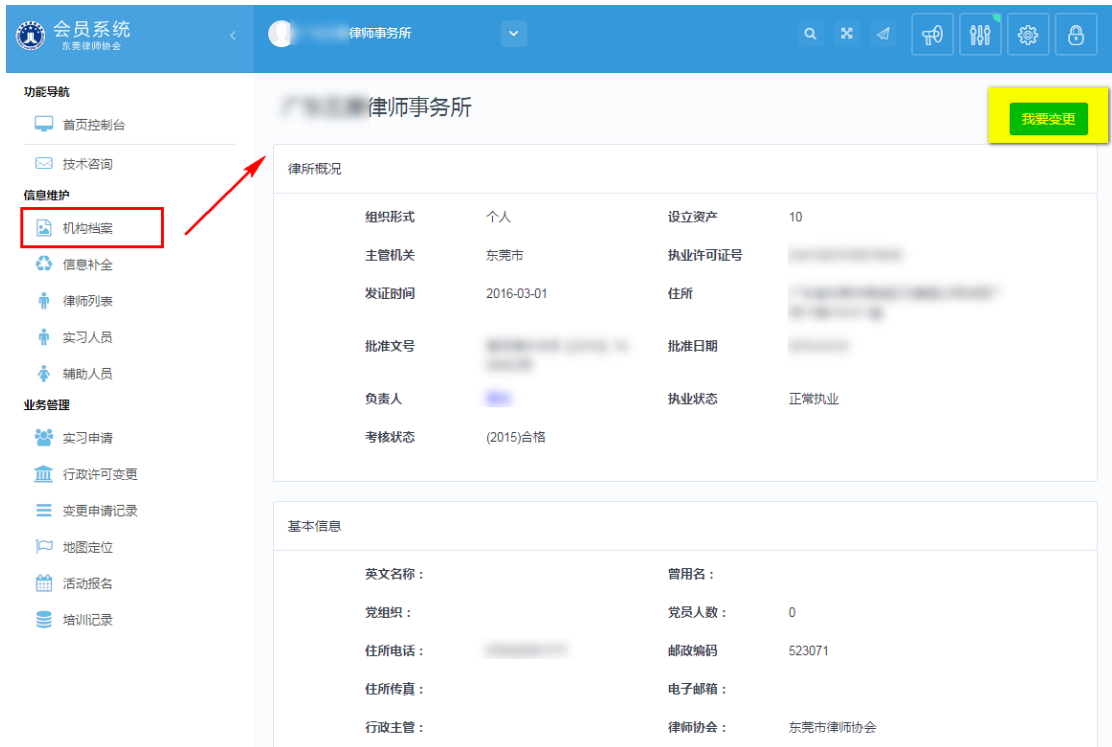 会员系统
东莞律师协会
律师事务所
功能导航
首页控制台
技术咨询
信息维护
机构档案
信息补全
律师列表
实习人员
辅助人员
业务管理
实习申请
行政许可变更
变更申请记录
地图定位
活动报名
培训记录
律师事务所
我要变更
律所概况
组织形式 个人 设立资产 10
主管机关 东莞市 执业许可证号
发证时间 2016-03-01 住所
批准文号 批准日期
负责人 执业状态 正常执业
考核状态 (2015)合格
基本信息
英文名称： 曾用名：
党组织： 党员人数： 0
住所电话： 邮政编码 523071
住所传真： 电子邮箱：
行政主管： 律师协会： 东莞市律师协会